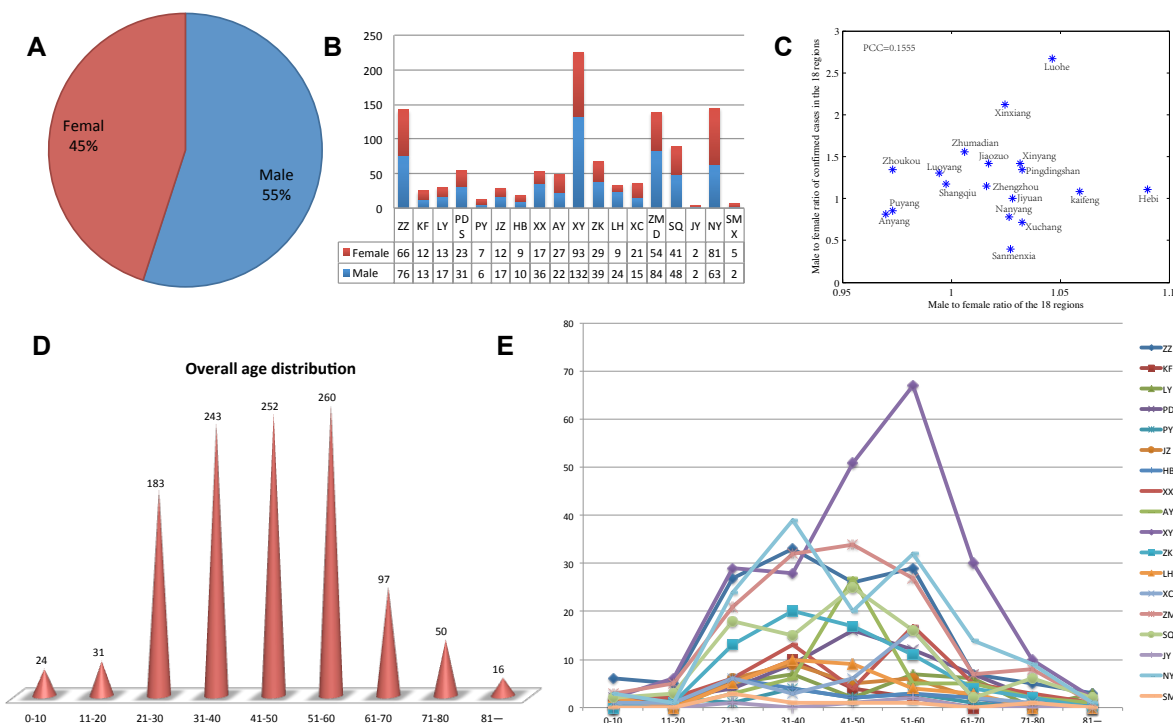 A
Femal
45%
Male
55%
B
250
200
150
100
50
0
ZZ KF LY PD S PY JZ HB XX AY XY ZK LH XC ZM D SQ JY NY SM X
Female 66 12 13 23 7 12 9 17 27 93 29 9 21 54 41 2 81 5
Male 76 13 17 31 6 17 10 36 22 132 39 24 15 84 48 2 63 2
C
PCC=0.1555
Male to female ratio of confirmed cases in the 18 regions
3
2.5
2
1.5
1
0.5
0
Luohe
Xinxiang
Zhumadian
Jiaozuo
Xinyang
Zhoukou
Luoyang
Pingdingshan
Shangqiu
Zhengzhou
Jiyuan
kaifeng
Hebi
Puyang
Anyang
Nanyang
Xuchang
Sanmenxia
0.95 1 1.05 1.1
Male to female ratio of the 18 regions
D
Overall age distribution
24 31 183 243 252 260 97 50 16
0-10 11-20 21-30 31-40 41-50 51-60 61-70 71-80 81—
E
80
70
60
50
40
30
20
10
0
0-10 11-20 21-30 31-40 41-50 51-60 61-70 71-80 81—
ZZ
KF
LY
PD
PY
JZ
HB
XX
AY
XY
ZK
LH
XC
ZM
SQ
JY
NY
SM